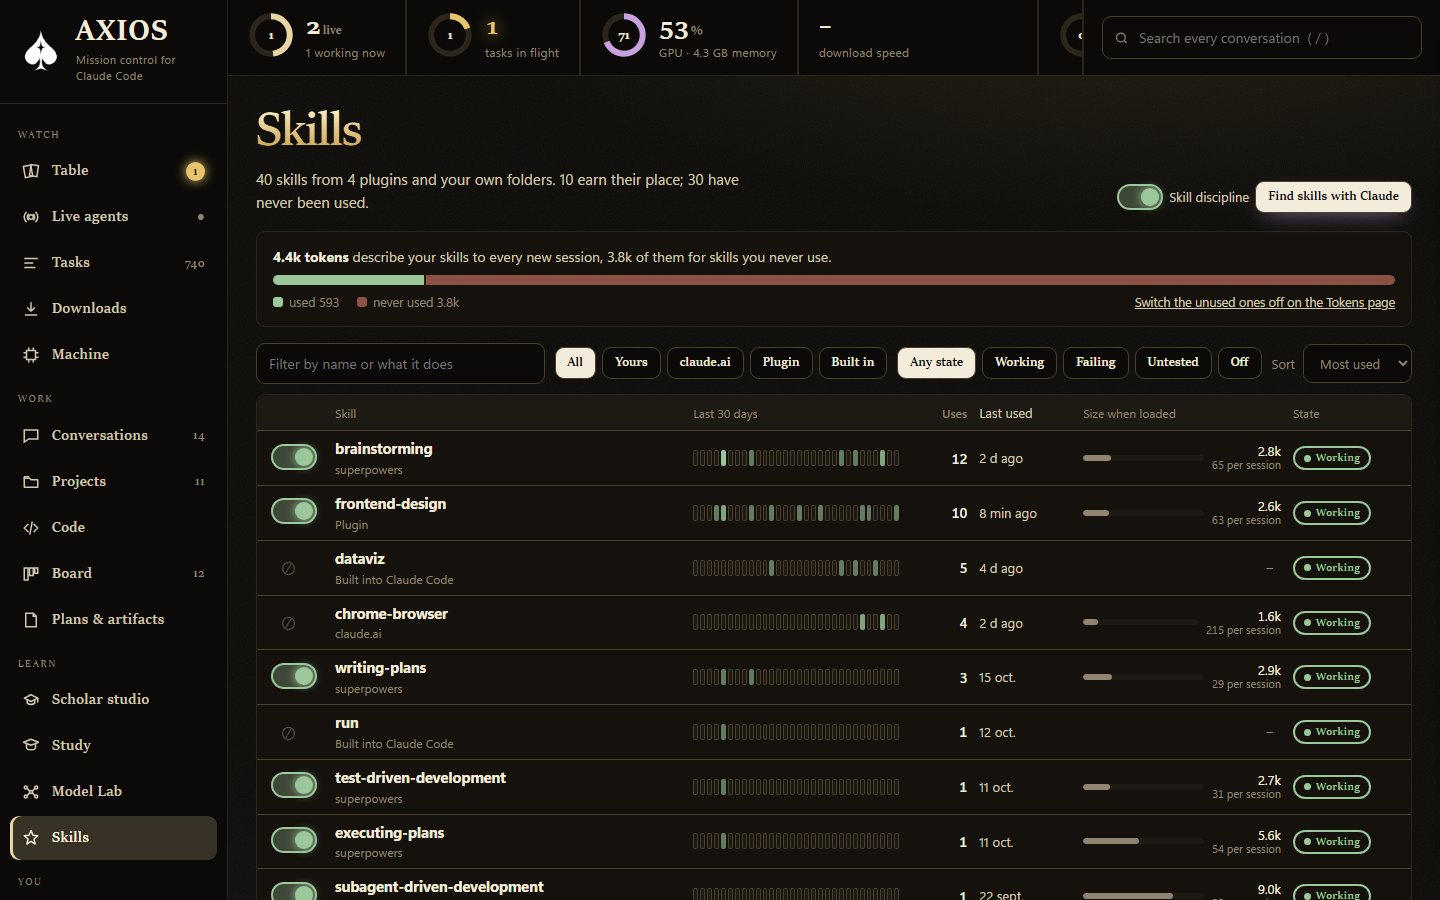 AXIOS
Mission control for
Claude Code
1
2 live
1 working now
1
1
tasks in flight
71
53 %
GPU · 4.3 GB memory
–
download speed
Search every conversation ( / )
WATCH
Table
1
Live agents
Tasks
740
Downloads
Machine
WORK
Conversations
14
Projects
11
Code
Board
12
Plans & artifacts
LEARN
Scholar studio
Study
Model Lab
Skills
YOU
Skills
40 skills from 4 plugins and your own folders. 10 earn their place; 30 have
never been used.
Skill discipline
Find skills with Claude
4.4k tokens describe your skills to every new session, 3.8k of them for skills you never use.
used 593
never used 3.8k
Switch the unused ones off on the Tokens page
Filter by name or what it does
All
Yours
claude.ai
Plugin
Built in
Any state
Working
Failing
Untested
Off
Sort
Most used
Skill
Last 30 days
Uses
Last used
Size when loaded
State
brainstorming
superpowers
12
2 d ago
2.8k
65 per session
Working
frontend-design
Plugin
10
8 min ago
2.6k
63 per session
Working
dataviz
Built into Claude Code
5
4 d ago
–
Working
chrome-browser
claude.ai
4
2 d ago
1.6k
215 per session
Working
writing-plans
superpowers
3
15 oct.
2.9k
29 per session
Working
run
Built into Claude Code
1
12 oct.
–
Working
test-driven-development
superpowers
1
11 oct.
2.7k
31 per session
Working
executing-plans
superpowers
1
11 oct.
5.6k
54 per session
Working
subagent-driven-development
1
22 sept.
9.0k
Working